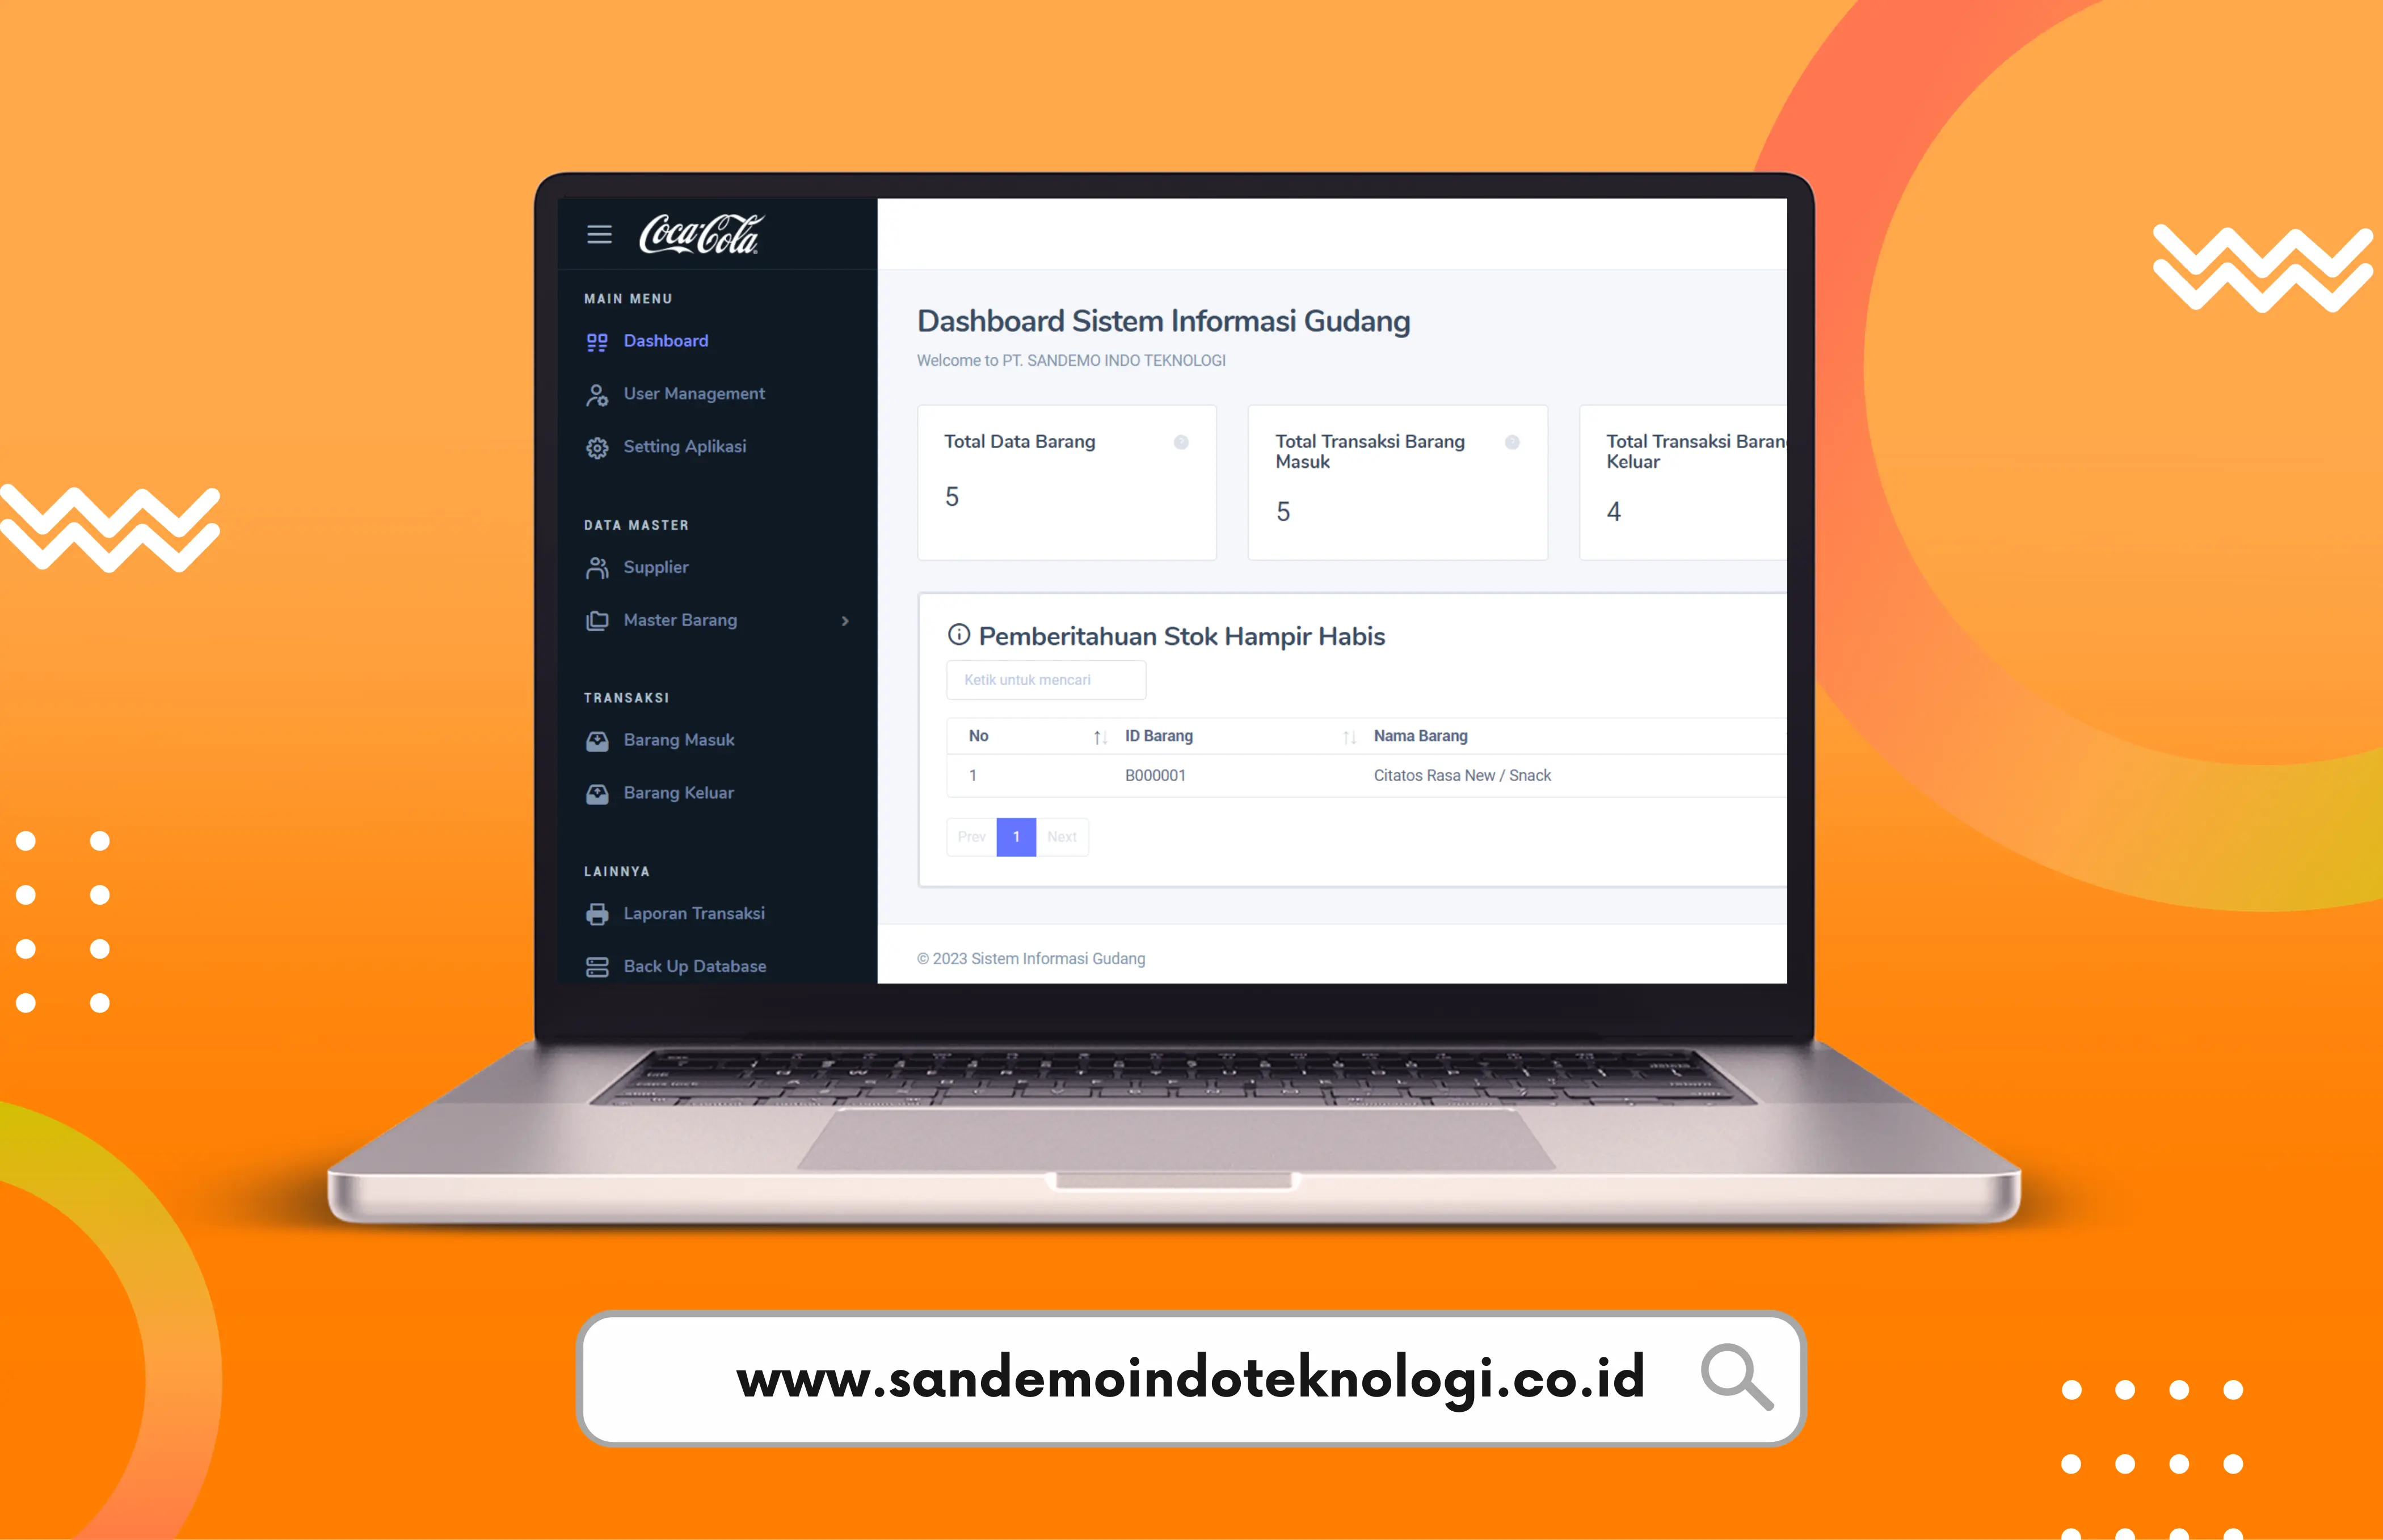 Coca-Cola
MAIN MENU
Dashboard
User Management
Setting Aplikasi
DATA MASTER
Supplier
Master Barang
TRANSAKSI
Barang Masuk
Barang Keluar
LAINNYA
Laporan Transaksi
Back Up Database
Dashboard Sistem Informasi Gudang
Welcome to PT. SANDEMO INDO TEKNOLOGI
Total Data Barang
5
Total Transaksi Barang
Masuk
5
Total Transaksi Barang
Keluar
4
Pemberitahuan Stok Hampir Habis
Ketik untuk mencari
No ID Barang Nama Barang
1 B000001 Citatos Rasa New / Snack
Prev 1 Next
© 2023 Sistem Informasi Gudang
www.sandemoindoteknologi.co.id